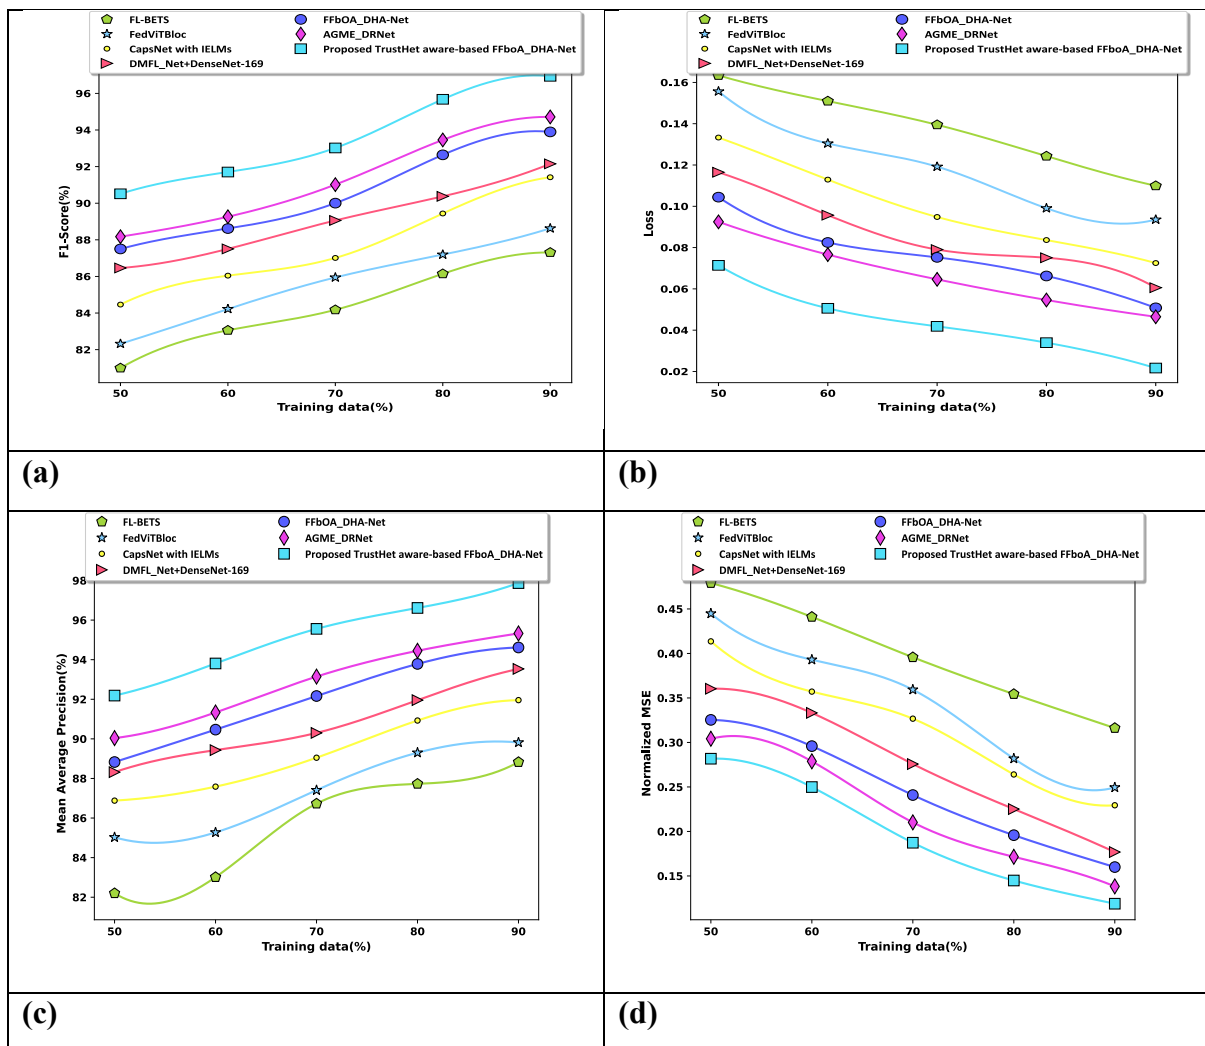 FL-BETS
FedViTBloc
CapsNet with IELMs
DMFL_Net+DenseNet-169
FFbOA_DHA-Net
AGME_DRNet
Proposed TrustHet aware-based FFboA_DHA-Net
F1-Score(%)
96
94
92
90
88
86
84
82
50 60 70 80 90
Training data(%)
FL-BETS
FedViTBloc
CapsNet with IELMs
DMFL_Net+DenseNet-169
FFbOA_DHA-Net
AGME_DRNet
Proposed TrustHet aware-based FFboA_DHA-Net
Loss
0.16
0.14
0.12
0.10
0.08
0.06
0.04
0.02
50 60 70 80 90
Training data(%)
(a)
(b)
FL-BETS
FedViTBloc
CapsNet with IELMs
DMFL_Net+DenseNet-169
FFbOA_DHA-Net
AGME_DRNet
Proposed TrustHet aware-based FFboA_DHA-Net
Mean Average Precision(%)
98
96
94
92
90
88
86
84
82
50 60 70 80 90
Training data(%)
FL-BETS
FedViTBloc
CapsNet with IELMs
DMFL_Net+DenseNet-169
FFbOA_DHA-Net
AGME_DRNet
Proposed TrustHet aware-based FFboA_DHA-Net
Normalized MSE
0.45
0.40
0.35
0.30
0.25
0.20
0.15
50 60 70 80 90
Training data(%)
(c)
(d)